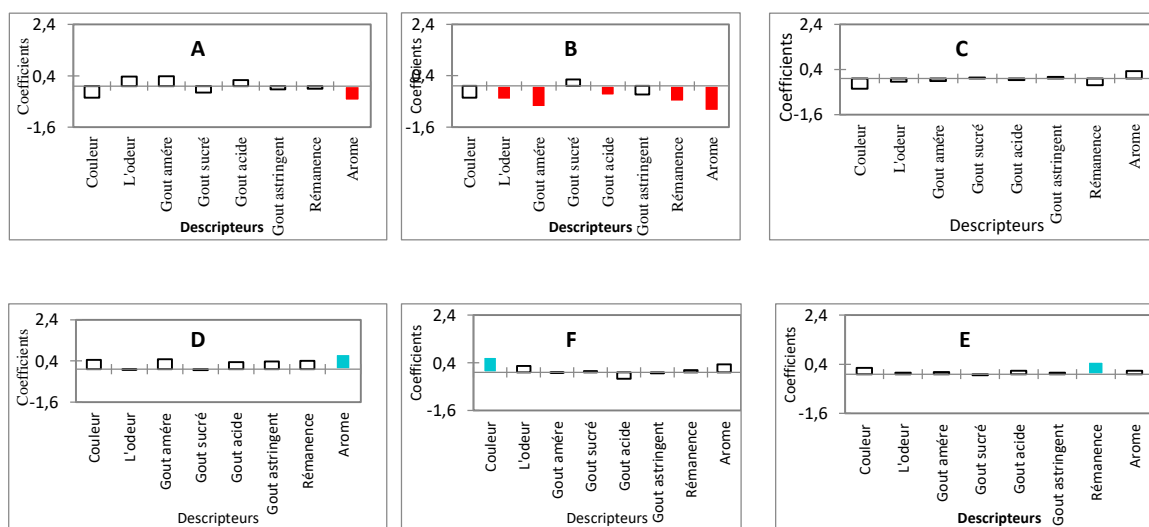 2,4
A
Coefficients
0,4
-1,6
Couleur
L'odeur
Gout amére
Gout sucré
Gout acide
Gout astringent
Rémanence
Arome
Descripteurs
2,4
B
Coefficients
0,4
-1,6
Couleur
L'odeur
Gout amére
Gout sucré
Gout acide
Gout astringent
Rémanence
Arome
Descripteurs
2,4
C
Coefficients
0,4
-1,6
Couleur
L'odeur
Gout amére
Gout sucré
Gout acide
Gout astringent
Rémanence
Arome
Descripteurs
2,4
D
Coefficients
0,4
-1,6
Couleur
L'odeur
Gout amére
Gout sucré
Gout acide
Gout astringent
Rémanence
Arome
Descripteurs
2,4
F
Coefficients
0,4
-1,6
Couleur
L'odeur
Gout amére
Gout sucré
Gout acide
Gout astringent
Rémanence
Arome
Descripteurs
2,4
E
Coefficients
0,4
-1,6
Couleur
L'odeur
Gout amére
Gout sucré
Gout acide
Gout astringent
Rémanence
Arome
Descripteurs